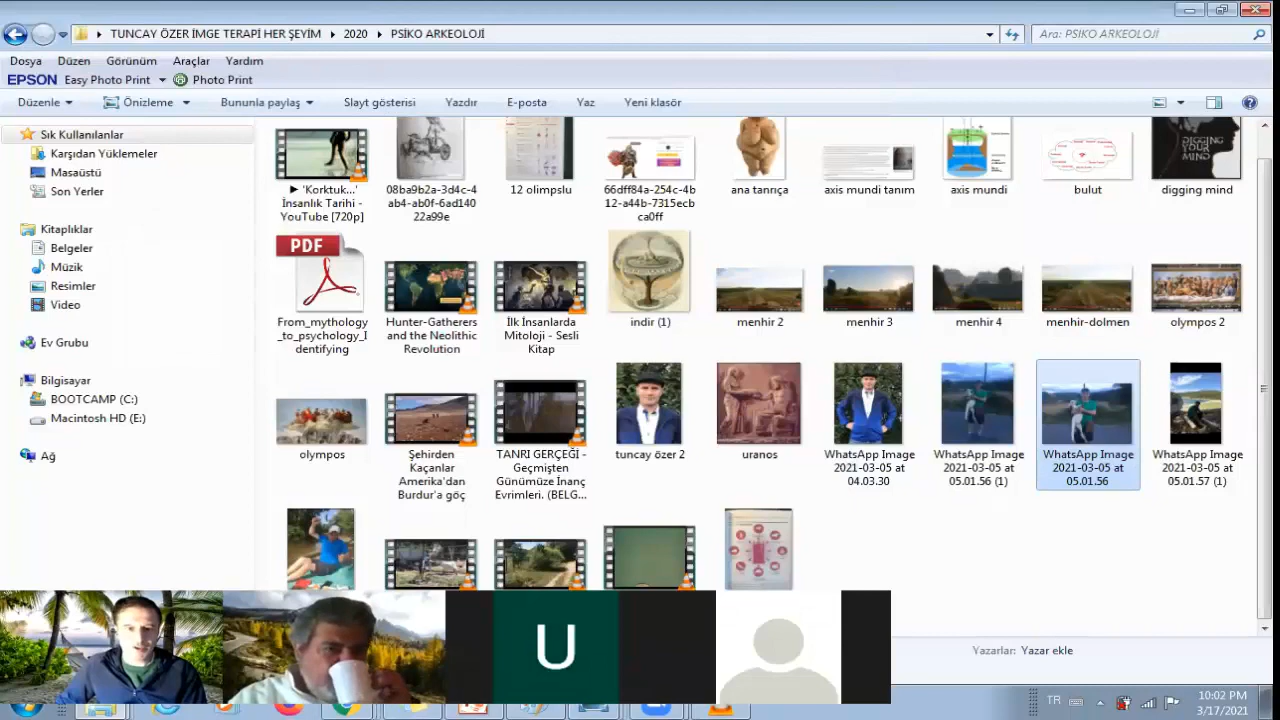 TUNCAY ÖZER İMGE TERAPİ HER ŞEYİM ▸ 2020 ▸ PSİKO ARKEOLOJİ
Ara: PSİKO ARKEOLOJİ
Dosya Düzen Görünüm Araçlar Yardım
EPSON Easy Photo Print Photo Print
Düzenle Önizleme Bununla paylaş Slayt gösterisi Yazdır E-posta Yaz Yeni klasör
Sık Kullanılanlar
Karşıdan Yüklemeler
Masaüstü
Son Yerler
Kitaplıklar
Belgeler
Müzik
Resimler
Video
Ev Grubu
Bilgisayar
BOOTCAMP (C:)
Macintosh HD (E:)
Ağ
► 'Korktuk...'
İnsanlık Tarihi -
YouTube [720p]
08ba9b2a-3d4c-4
ab4-ab0f-6ad140
22a99e
12 olimpslu
66dff84a-254c-4b
12-a44b-7315ecb
ca0ff
ana tanrıça
axis mundi tanım
axis mundi
bulut
DIGGING
YOUR
MIND
digging mind
PDF
From_mythology
_to_psychology_I
dentifying
Hunter-Gatherers
and the Neolithic
Revolution
İlk İnsanlarda
Mitoloji - Sesli
Kitap
indir (1)
menhir 2
menhir 3
menhir 4
menhir-dolmen
olympos 2
olympos
Şehirden
Kaçanlar
Amerika'dan
Burdur'a göç
TANRI GERÇEĞİ -
Geçmişten
Günümüze İnanç
Evrimleri. (BELG...
tuncay özer 2
uranos
WhatsApp Image
2021-03-05 at
04.03.30
WhatsApp Image
2021-03-05 at
05.01.56 (1)
WhatsApp Image
2021-03-05 at
05.01.56
WhatsApp Image
2021-03-05 at
05.01.57 (1)
U
Yazarlar: Yazar ekle
TR
10:02 PM
3/17/2021